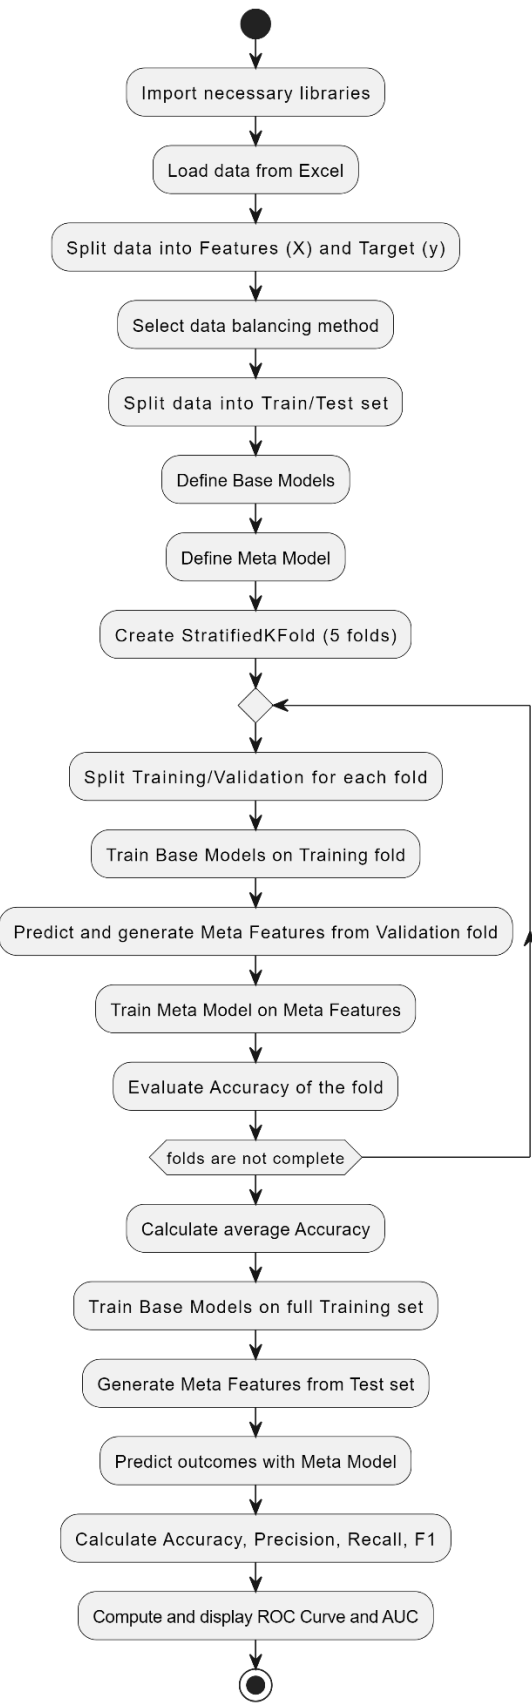 Import necessary libraries
Load data from Excel
Split data into Features (X) and Target (y)
Select data balancing method
Split data into Train/Test set
Define Base Models
Define Meta Model
Create StratifiedKFold (5 folds)
Split Training/Validation for each fold
Train Base Models on Training fold
Predict and generate Meta Features from Validation fold
Train Meta Model on Meta Features
Evaluate Accuracy of the fold
folds are not complete
Calculate average Accuracy
Train Base Models on full Training set
Generate Meta Features from Test set
Predict outcomes with Meta Model
Calculate Accuracy, Precision, Recall, F1
Compute and display ROC Curve and AUC